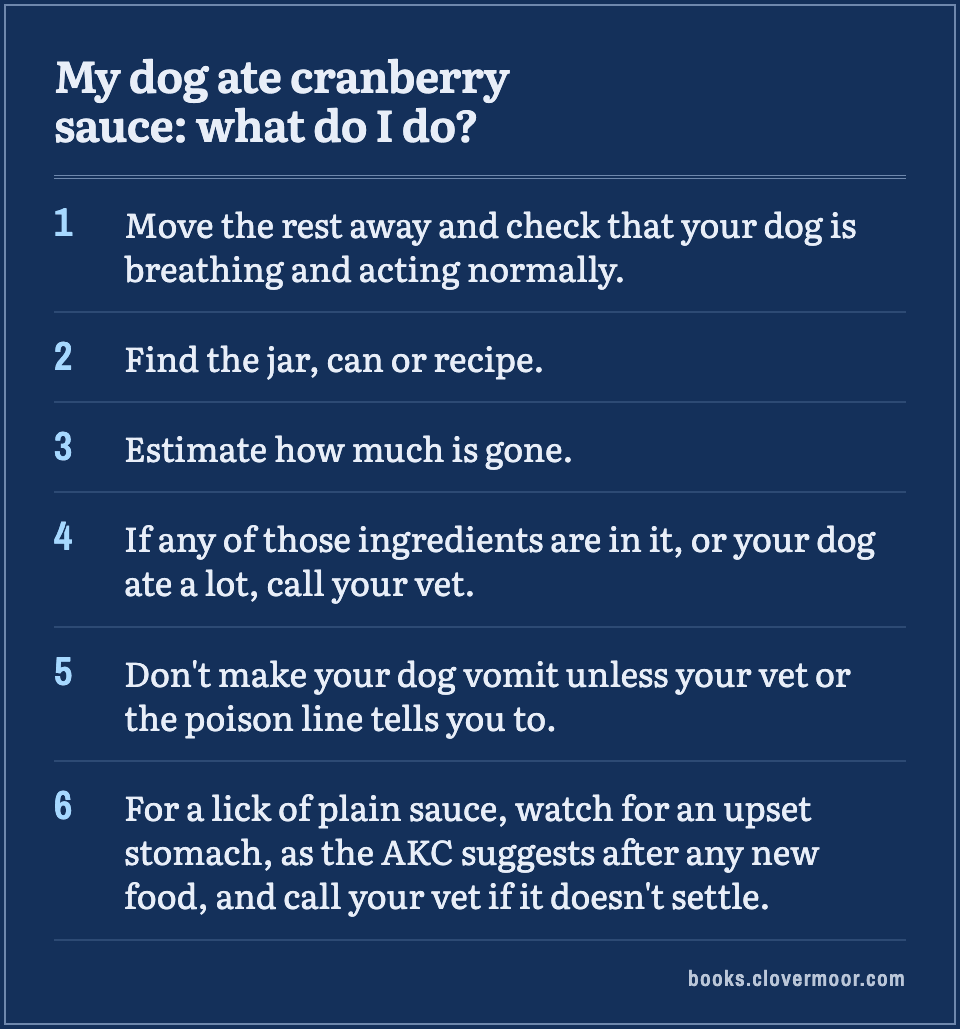 My dog ate cranberry
sauce: what do I do?
1 Move the rest away and check that your dog is
breathing and acting normally.
2 Find the jar, can or recipe.
3 Estimate how much is gone.
4 If any of those ingredients are in it, or your dog
ate a lot, call your vet.
5 Don't make your dog vomit unless your vet or
the poison line tells you to.
6 For a lick of plain sauce, watch for an upset
stomach, as the AKC suggests after any new
food, and call your vet if it doesn't settle.
books.clovermoor.com